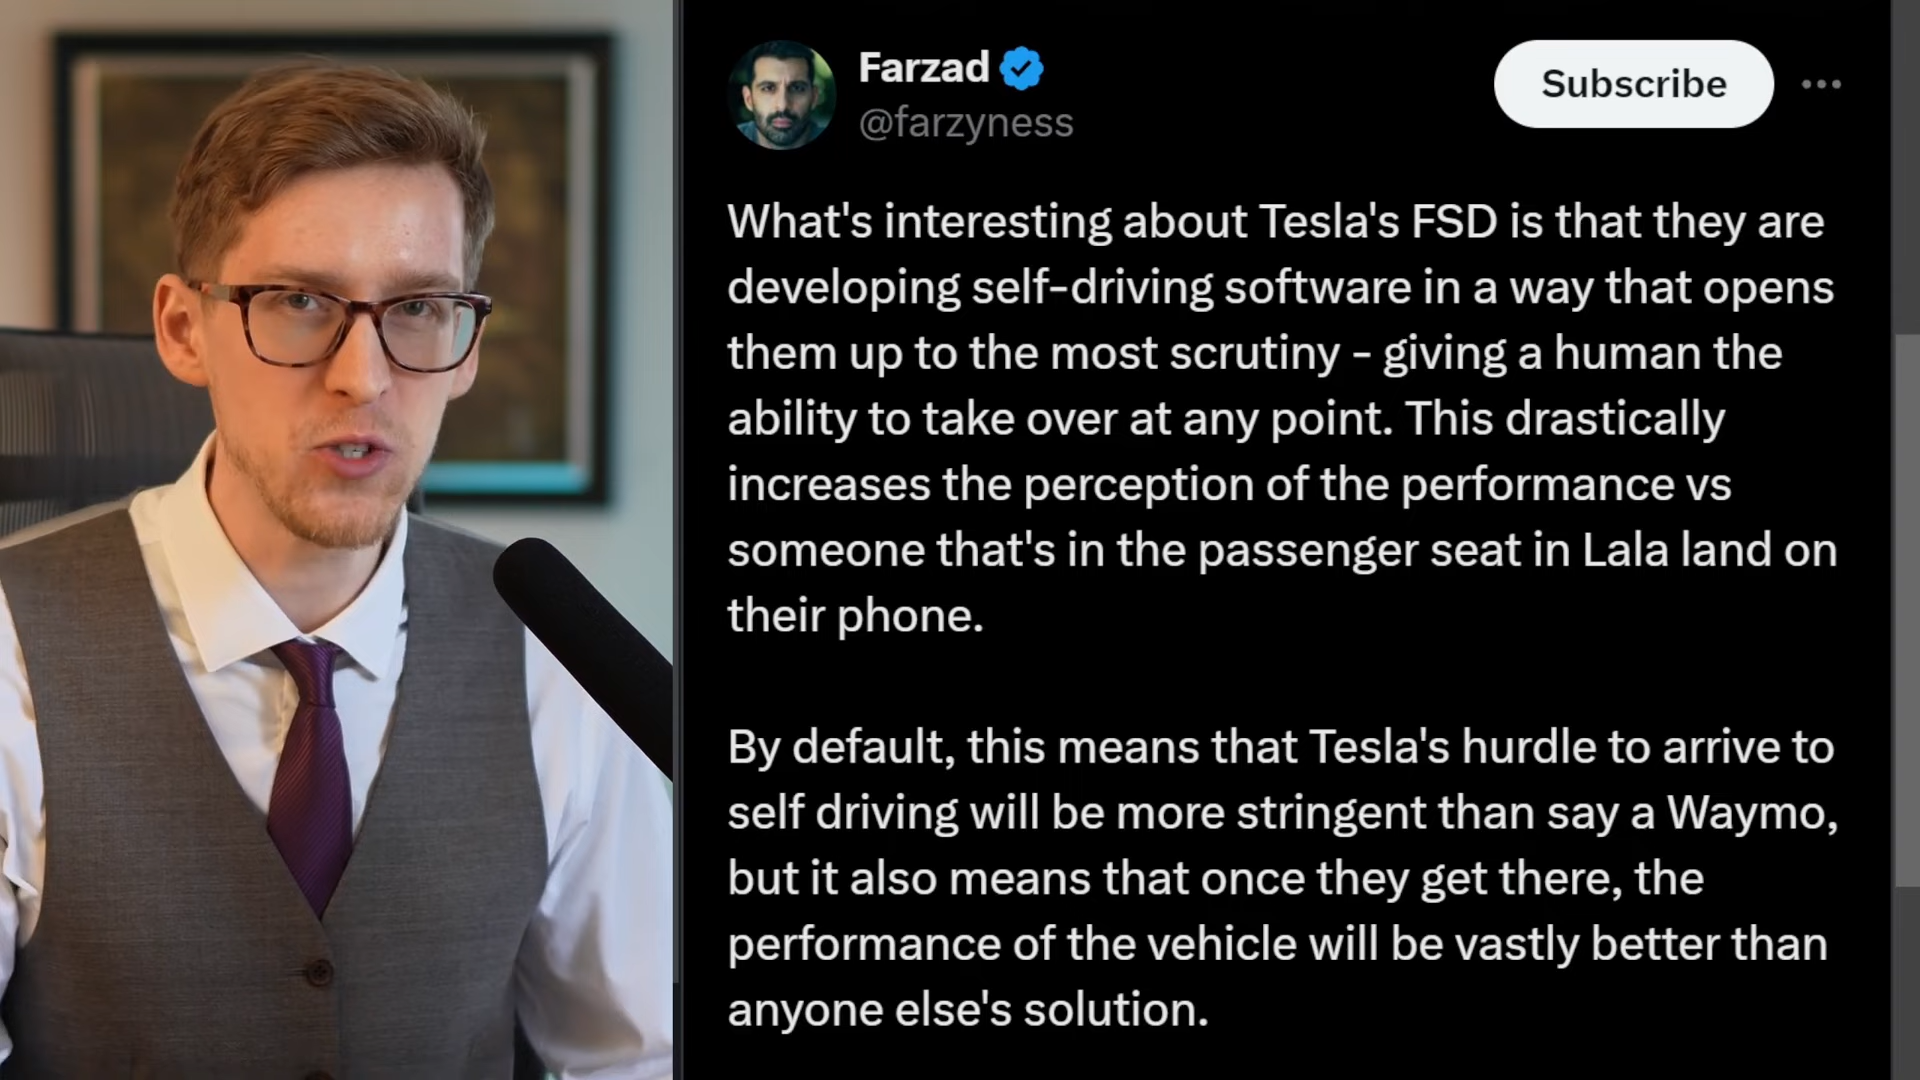 Farzad
@farzyness
Subscribe
What's interesting about Tesla's FSD is that they are
developing self-driving software in a way that opens
them up to the most scrutiny - giving a human the
ability to take over at any point. This drastically
increases the perception of the performance vs
someone that's in the passenger seat in Lala land on
their phone.
By default, this means that Tesla's hurdle to arrive to
self driving will be more stringent than say a Waymo,
but it also means that once they get there, the
performance of the vehicle will be vastly better than
anyone else's solution.